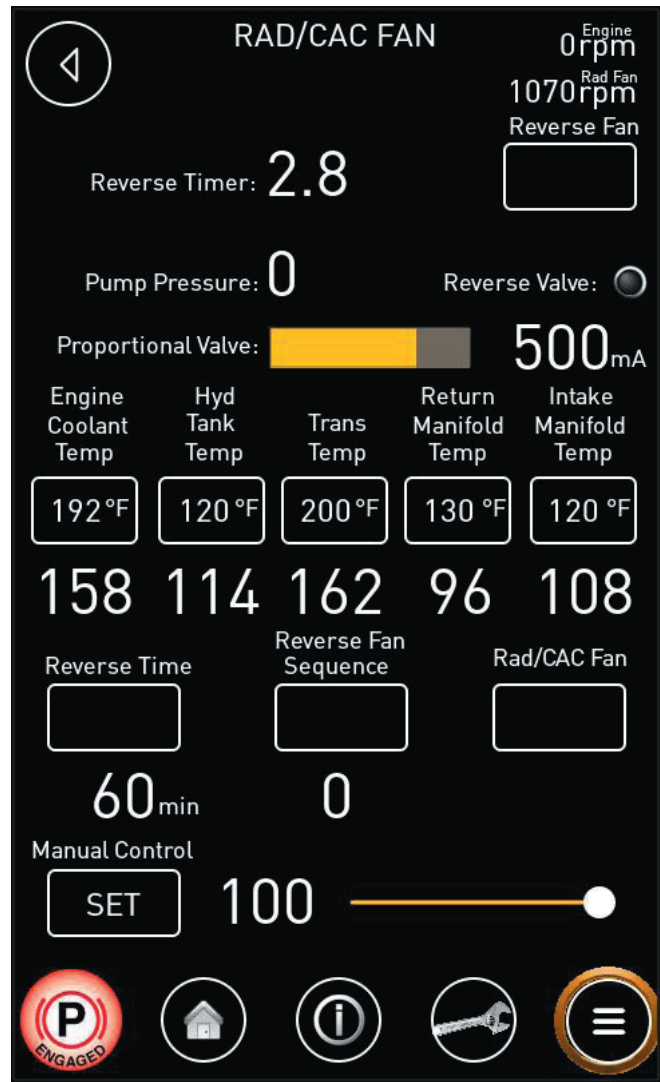 RAD/CAC FAN
Engine
0rpm
Rad Fan
1070rpm
Reverse Fan
Reverse Timer: 2.8
Pump Pressure: 0
Reverse Valve:
Proportional Valve:
500mA
Engine Coolant Temp
Hyd Tank Temp
Trans Temp
Return Manifold Temp
Intake Manifold Temp
192°F 120°F 200°F 130 °F 120 °F
158 114 162 96 108
Reverse Time
Reverse Fan Sequence
Rad/CAC Fan
60min
0
Manual Control
SET
100
P
ENGAGED
i